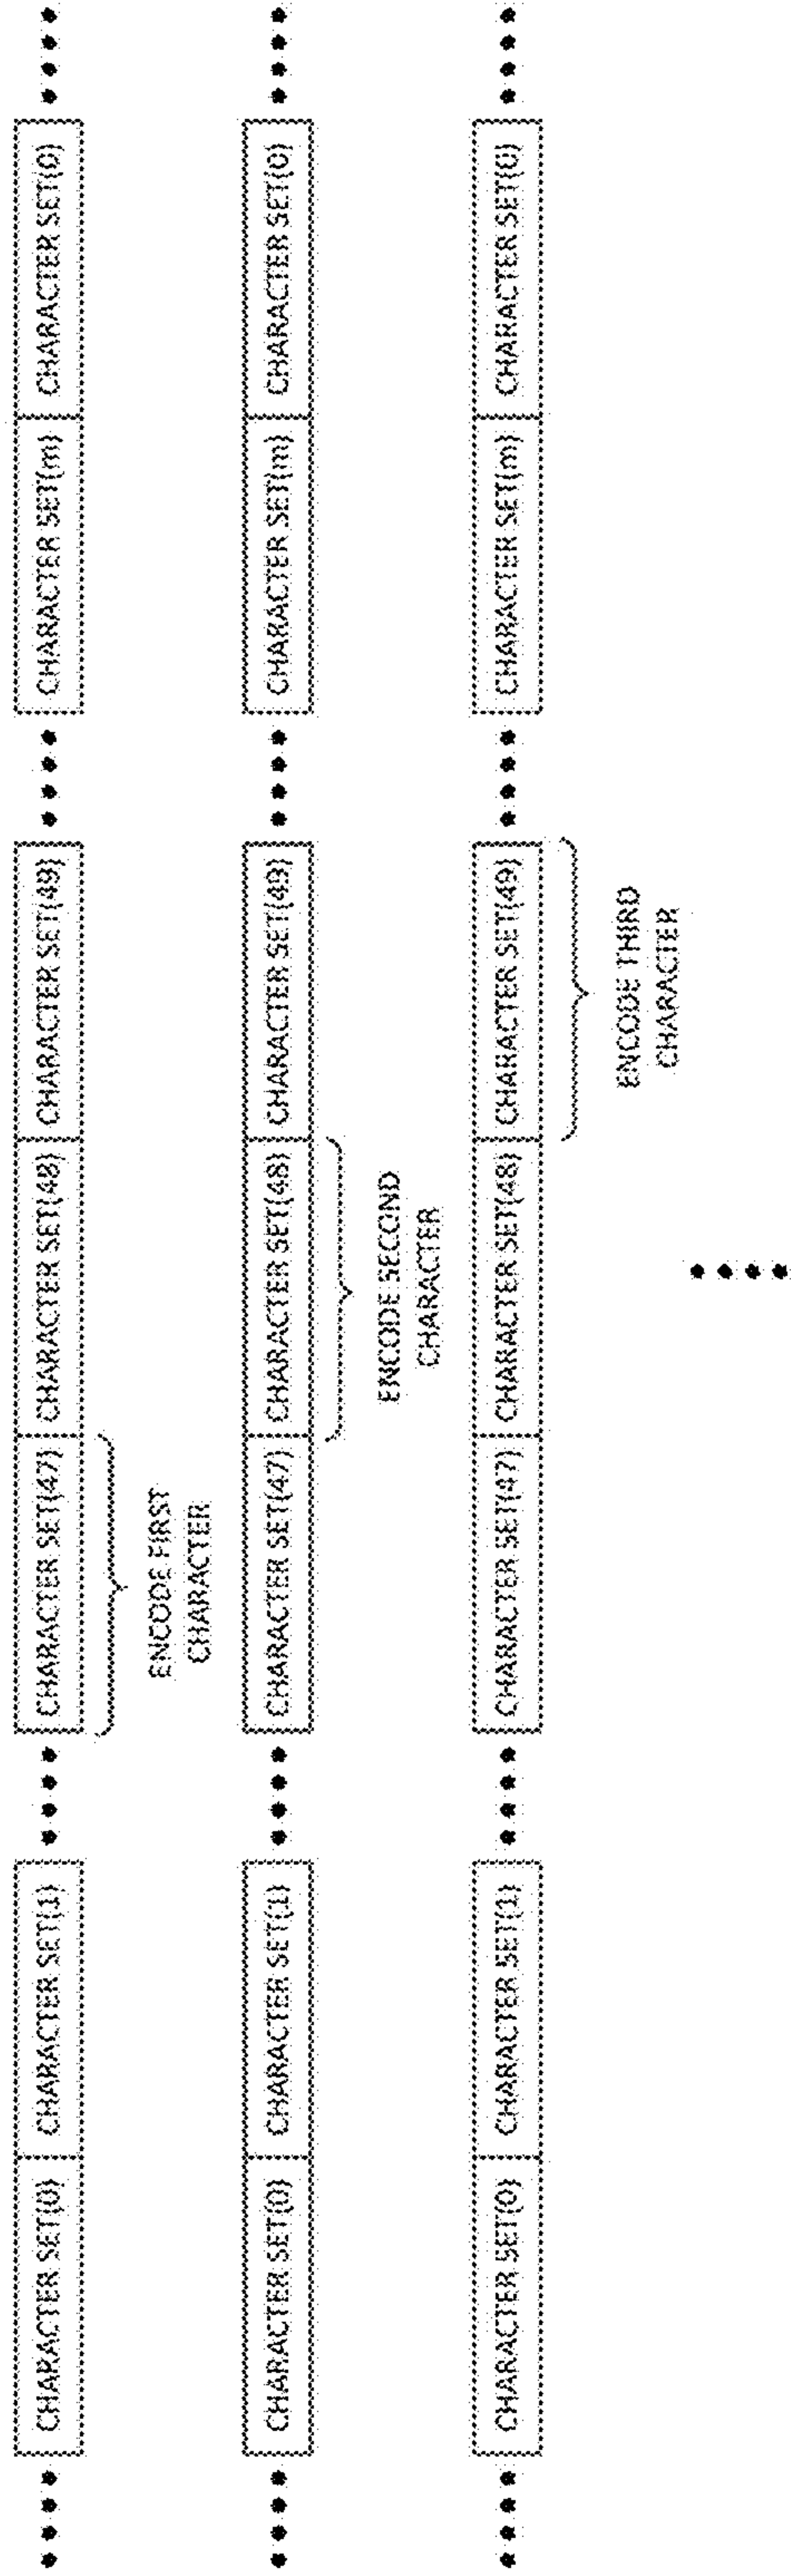 CHARACTER SET(0) CHARACTER SET(1) CHARACTER SET(47) CHARACTER SET(48) CHARACTER SET(49) CHARACTER SET(m) CHARACTER SET(0)
ENCODE FIRST
CHARACTER
CHARACTER SET(0) CHARACTER SET(1) CHARACTER SET(47) CHARACTER SET(48) CHARACTER SET(49) CHARACTER SET(m) CHARACTER SET(0)
ENCODE SECOND
CHARACTER
CHARACTER SET(0) CHARACTER SET(1) CHARACTER SET(47) CHARACTER SET(48) CHARACTER SET(49) CHARACTER SET(m) CHARACTER SET(0)
ENCODE THIRD
CHARACTER